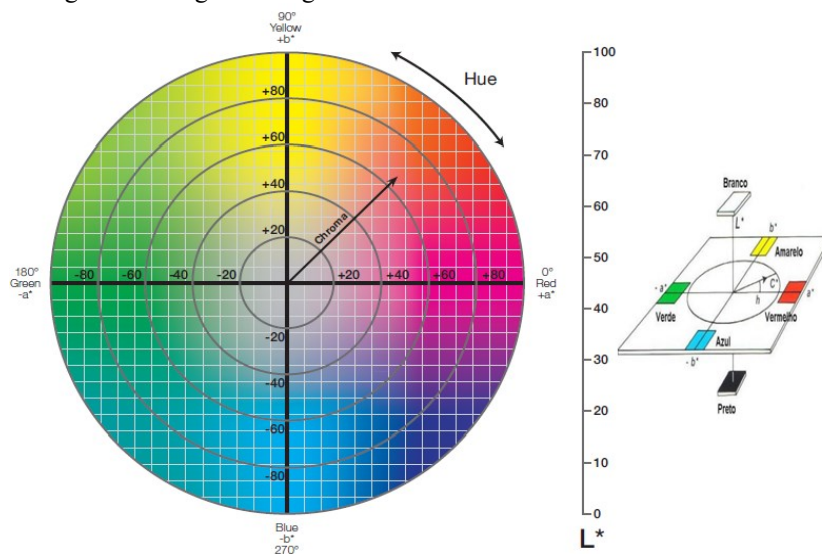 90°
Yellow
+b*
Hue
+80
+60
+40
+20
Chroma
180°
Green
-a*
-80 -60 -40 -20 +20 +40 +60 +80
0°
Red
+a*
-20
-40
-60
-80
Blue
-b*
270°
100
90
80
70
60
50
40
30
20
10
0
L*
Branco
L*
b*
Amarelo
-a*
C*
a*
h
Verde
Vermelho
Azul
-b*
Preto